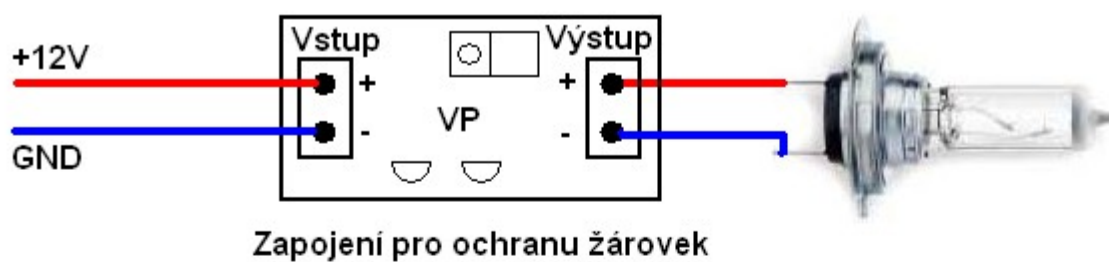 +12V
Vstup
Výstup
+
+
VP
-
-
GND
Zapojení pro ochranu žárovek